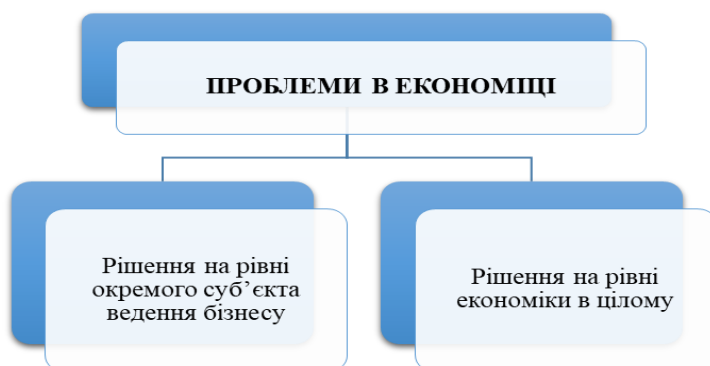 ПРОБЛЕМИ В ЕКОНОМІЦІ
Рішення на рівні
окремого суб’єкта
ведення бізнесу
Рішення на рівні
економіки в цілому